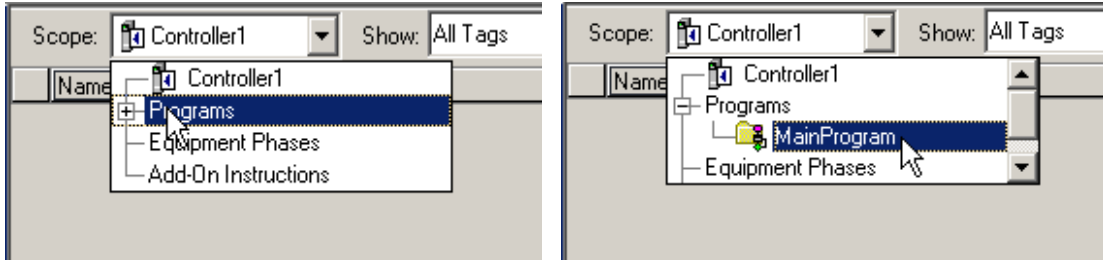 Scope: Controller1 Show: All Tags
Name
Controller1
Programs
Equipment Phases
Add-On Instructions
Scope: Controller1 Show: All Tags
Name
Controller1
Programs
MainProgram
Equipment Phases